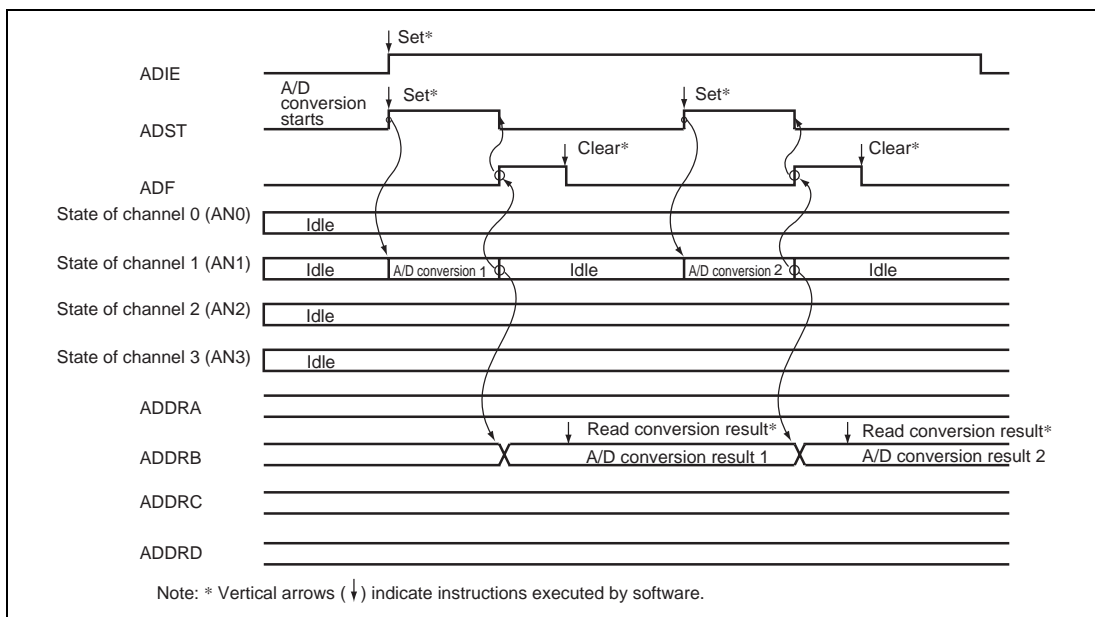 Set*
ADIE
A/D
conversion
starts
Set*
Set*
ADST
Clear*
Clear*
ADF
State of channel 0 (AN0)
Idle
State of channel 1 (AN1)
Idle
A/D conversion 1
Idle
A/D conversion 2
Idle
State of channel 2 (AN2)
Idle
State of channel 3 (AN3)
Idle
ADDRA
Read conversion result*
Read conversion result*
ADDRB
A/D conversion result 1
A/D conversion result 2
ADDRC
ADDRD
Note: * Vertical arrows (↓) indicate instructions executed by software.